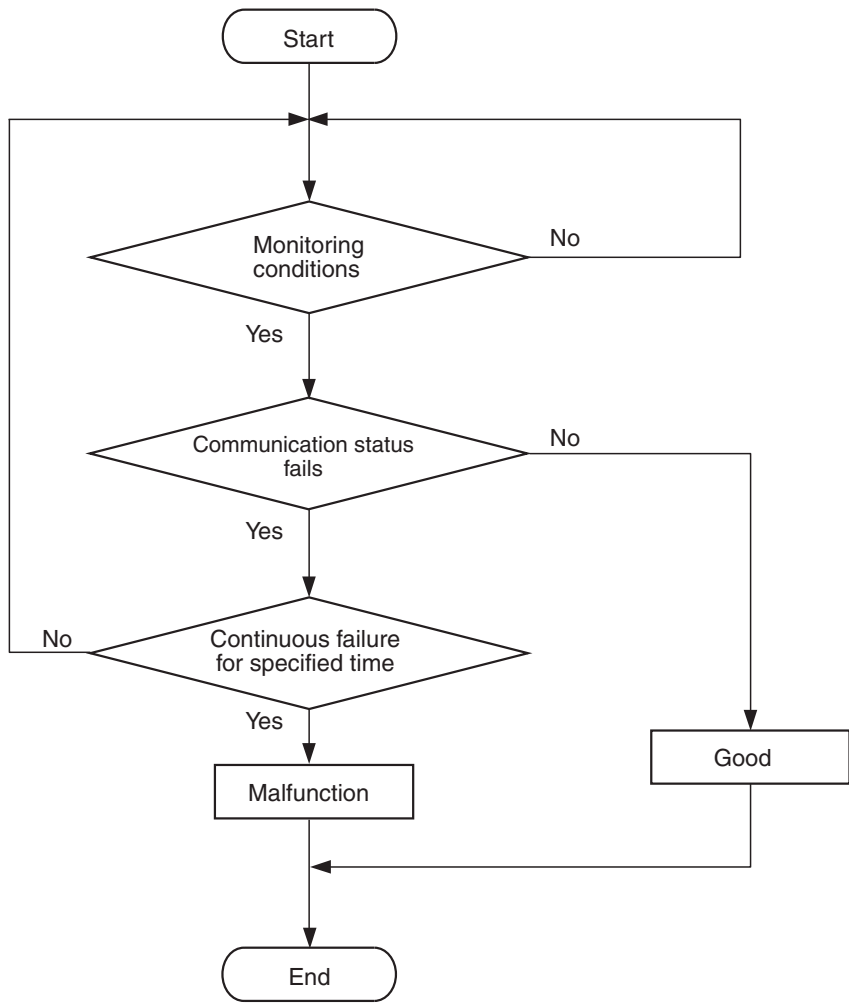 Start
Monitoring
conditions
No
Yes
Communication status
fails
No
Yes
Continuous failure
for specified time
No
Yes
Malfunction
Good
End